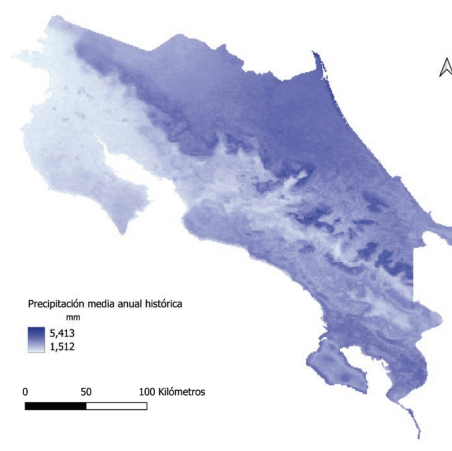 Precipitación media anual histórica
mm
5,413
1,512
0 50 100 Kilómetros